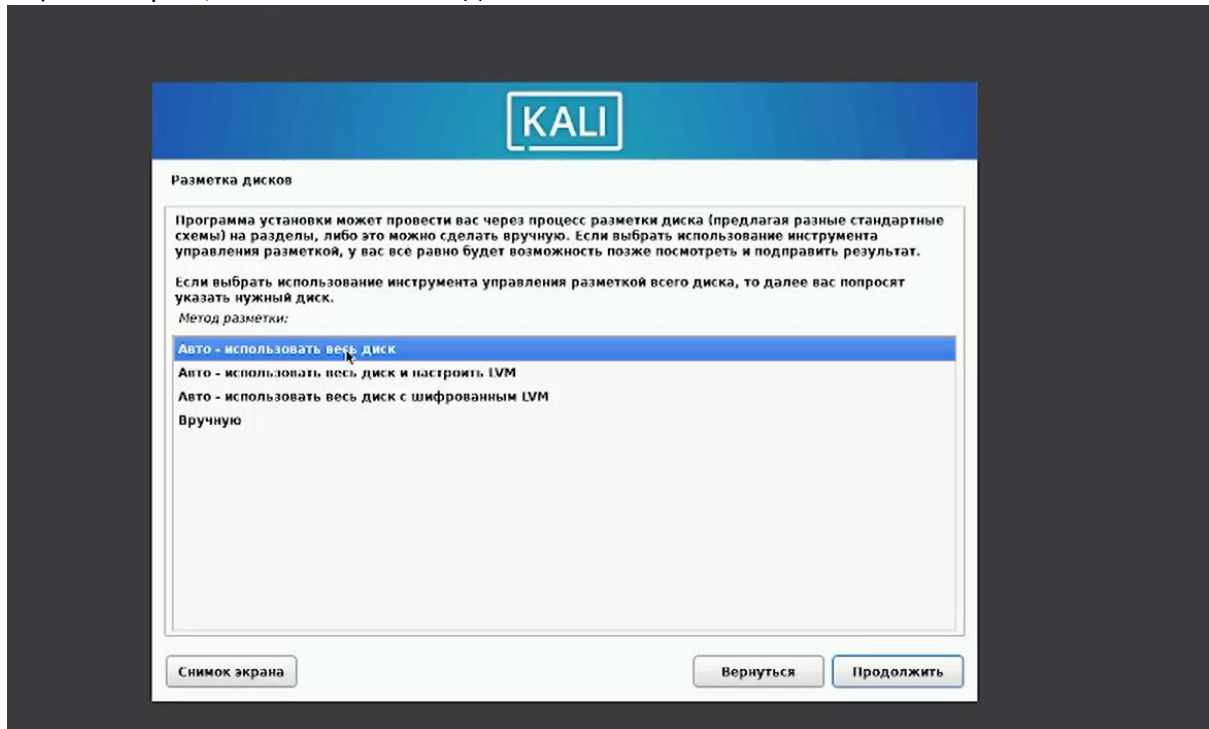 KALI
Разметка дисков
Программа установки может провести вас через процесс разметки диска (предлагая разные стандартные
схемы) на разделы, либо это можно сделать вручную. Если выбрать использование инструмента
управления разметкой, у вас все равно будет возможность позже посмотреть и подправить результат.
Если выбрать использование инструмента управления разметкой всего диска, то далее вас попросят
указать нужный диск.
Метод разметки:
Авто - использовать весь диск
Авто - использовать весь диск и настроить LVM
Авто - использовать весь диск с шифрованным LVM
Вручную
Снимок экрана
Вернуться
Продолжить